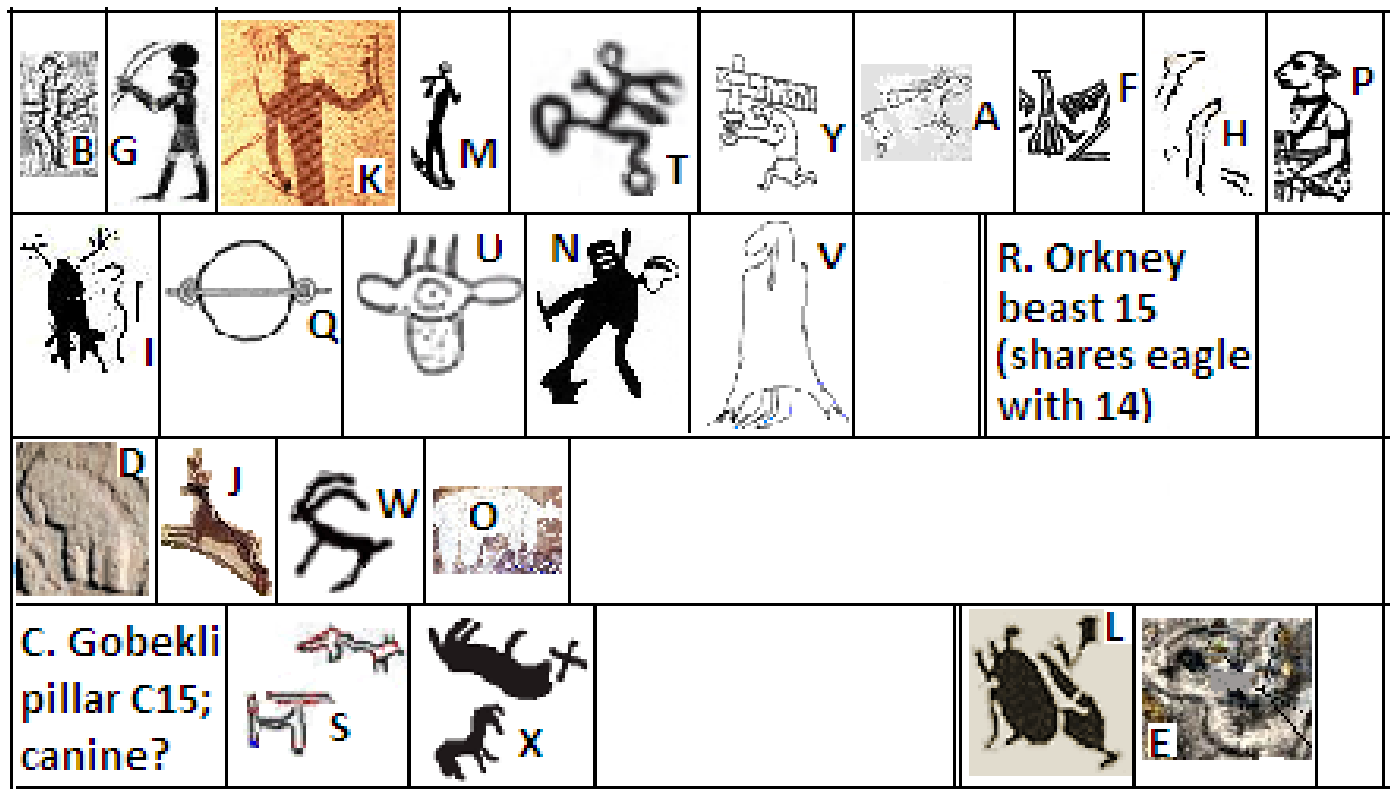 B G K M T Y A F H P
I Q U N V R. Orkney
beast 15
(shares eagle
with 14)
D J W O
C. Gobekli
pillar C15;
canine?
S X L E